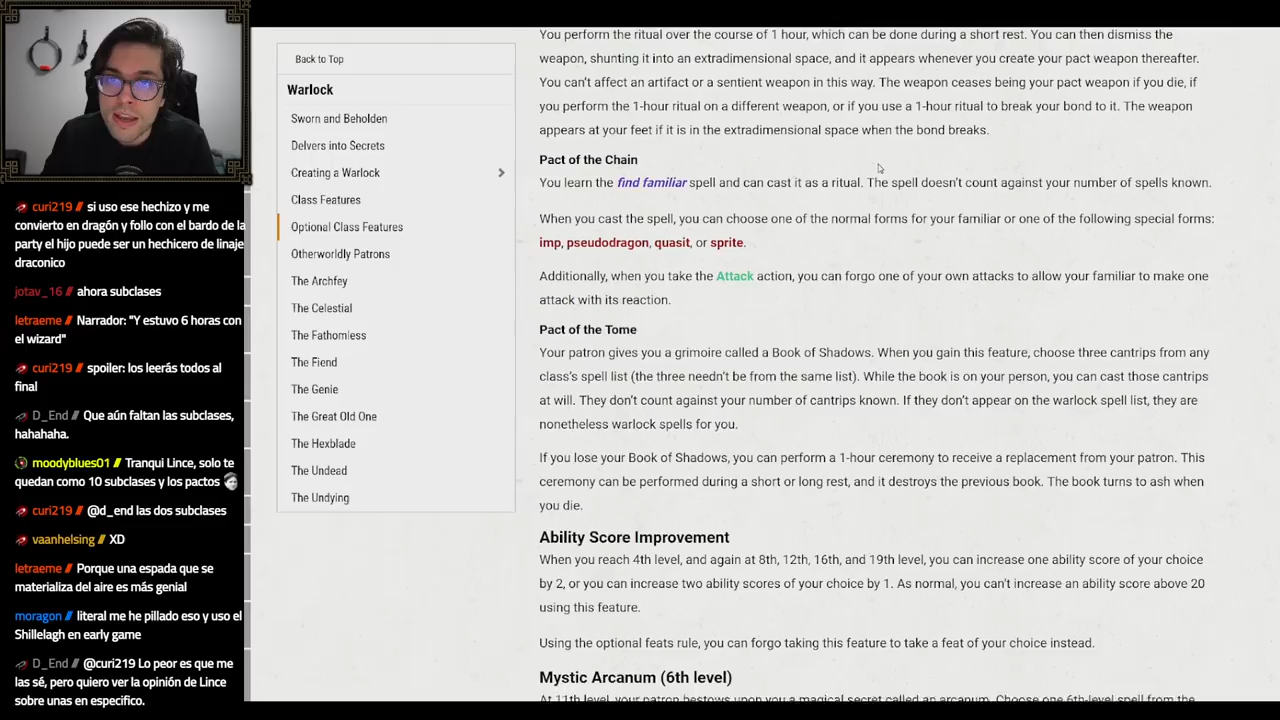 curi219 // si uso ese hechizo y me
convierto en dragón y follo con el bardo de la
party el hijo puede ser un hechicero de linaje
draconico
jotav_16 // ahora subclases
letraeme // Narrador: "Y estuvo 6 horas con
el wizard"
curi219 // spoiler: los leerás todos al
final
D_End // Que aún faltan las subclases,
hahahaha.
moodyblues01 // Tranqui Lince, solo te
quedan como 10 subclases y los pactos
curi219 // @d_end las dos subclases
vaanhelsing // XD
letraeme // Porque una espada que se
materializa del aire es más genial
moragon // literal me he pillado eso y uso el
Shillelagh en early game
D_End // @curi219 Lo peor es que me
las sé, pero quiero ver la opinión de Lince
sobre unas en especifico.
Back to Top
Warlock
Sworn and Beholden
Delvers into Secrets
Creating a Warlock
Class Features
Optional Class Features
Otherworldly Patrons
The Archfey
The Celestial
The Fathomless
The Fiend
The Genie
The Great Old One
The Hexblade
The Undead
The Undying
You perform the ritual over the course of 1 hour, which can be done during a short rest. You can then dismiss the
weapon, shunting it into an extradimensional space, and it appears whenever you create your pact weapon thereafter.
You can't affect an artifact or a sentient weapon in this way. The weapon ceases being your pact weapon if you die, if
you perform the 1-hour ritual on a different weapon, or if you use a 1-hour ritual to break your bond to it. The weapon
appears at your feet if it is in the extradimensional space when the bond breaks.
Pact of the Chain
You learn the find familiar spell and can cast it as a ritual. The spell doesn't count against your number of spells known.
When you cast the spell, you can choose one of the normal forms for your familiar or one of the following special forms:
imp, pseudodragon, quasit, or sprite.
Additionally, when you take the Attack action, you can forgo one of your own attacks to allow your familiar to make one
attack with its reaction.
Pact of the Tome
Your patron gives you a grimoire called a Book of Shadows. When you gain this feature, choose three cantrips from any
class's spell list (the three needn't be from the same list). While the book is on your person, you can cast those cantrips
at will. They don't count against your number of cantrips known. If they don't appear on the warlock spell list, they are
nonetheless warlock spells for you.
If you lose your Book of Shadows, you can perform a 1-hour ceremony to receive a replacement from your patron. This
ceremony can be performed during a short or long rest, and it destroys the previous book. The book turns to ash when
you die.
Ability Score Improvement
When you reach 4th level, and again at 8th, 12th, 16th, and 19th level, you can increase one ability score of your choice
by 2, or you can increase two ability scores of your choice by 1. As normal, you can't increase an ability score above 20
using this feature.
Using the optional feats rule, you can forgo taking this feature to take a feat of your choice instead.
Mystic Arcanum (6th level)
At 11th level, your patron bestows upon you a magical secret called an arcanum. Choose one 6th-level spell from the